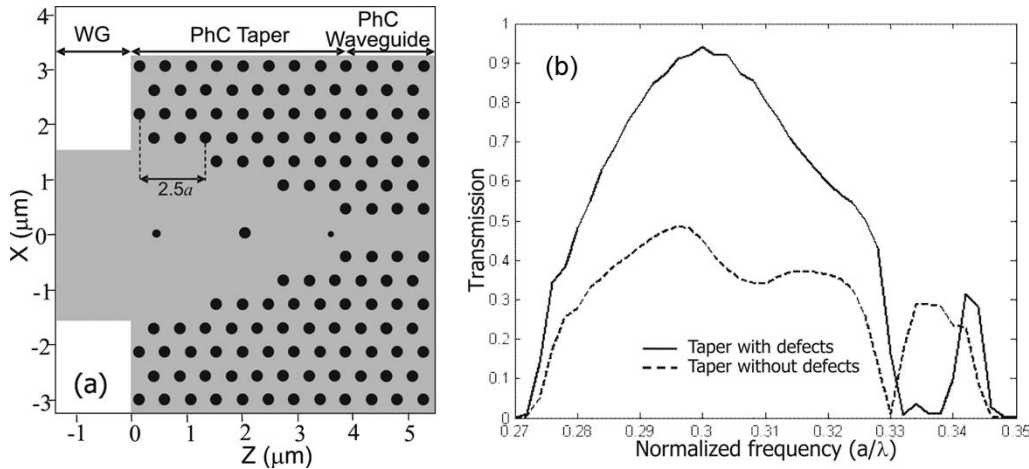 WG
PhC Taper
PhC
Waveguide
4
3
2
1
0
-1
-2
-3
X (μm)
2.5a
(a)
-1 0 1 2 3 4 5
Z (μm)
(b)
1
0.9
0.8
0.7
0.6
0.5
0.4
0.3
0.2
0.1
0
Transmission
Taper with defects
Taper without defects
0.27 0.28 0.29 0.3 0.31 0.32 0.33 0.34 0.35
Normalized frequency (a/λ)